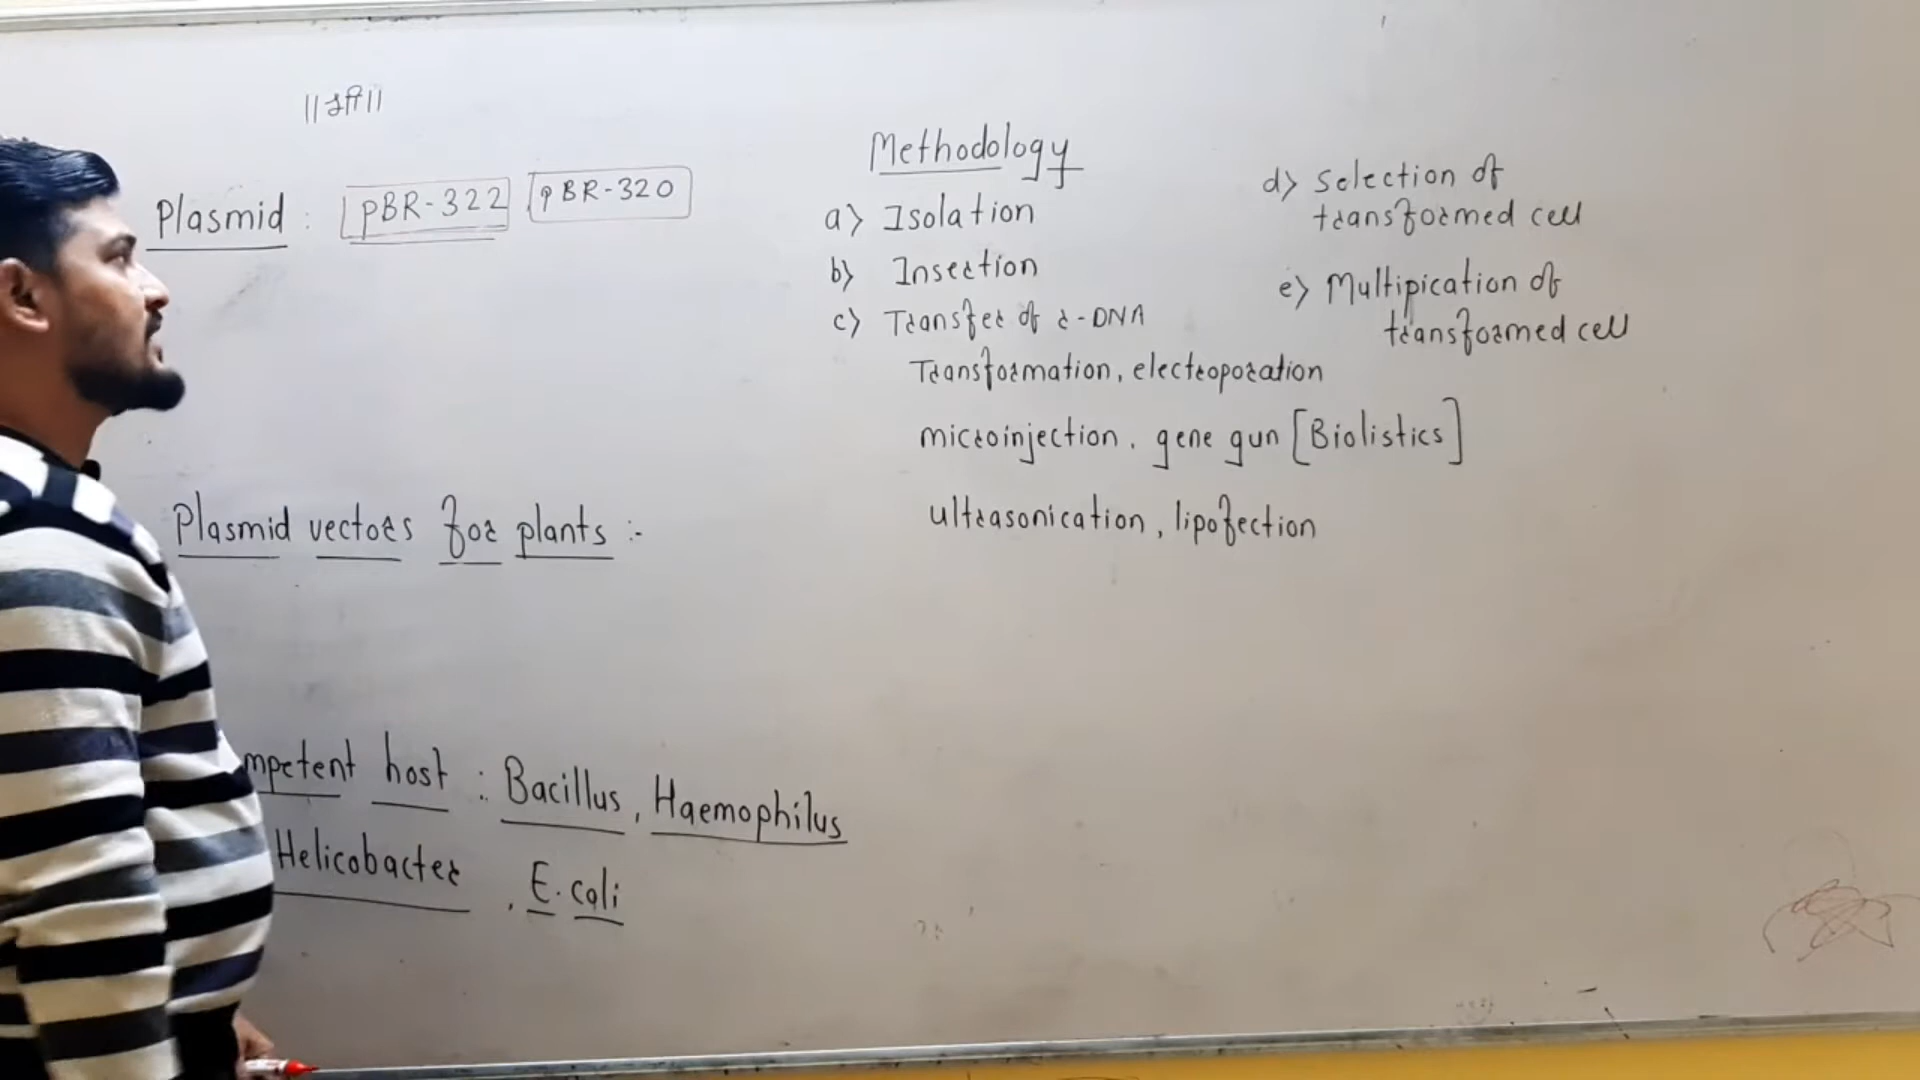 ॥ श्री ॥
Plasmid : pBR-322 pBR-320
Plasmid vectors for plants :-
mpetent host : Bacillus, Haemophilus
Helicobacter , E. coli
Methodology
a) Isolation
b) Insertion
c) Transfer of r-DNA
Transformation, electroporation
microinjection, gene gun [Biolistics]
ultrasonication, lipofection
d) Selection of
transformed cell
e) Multipication of
transformed cell